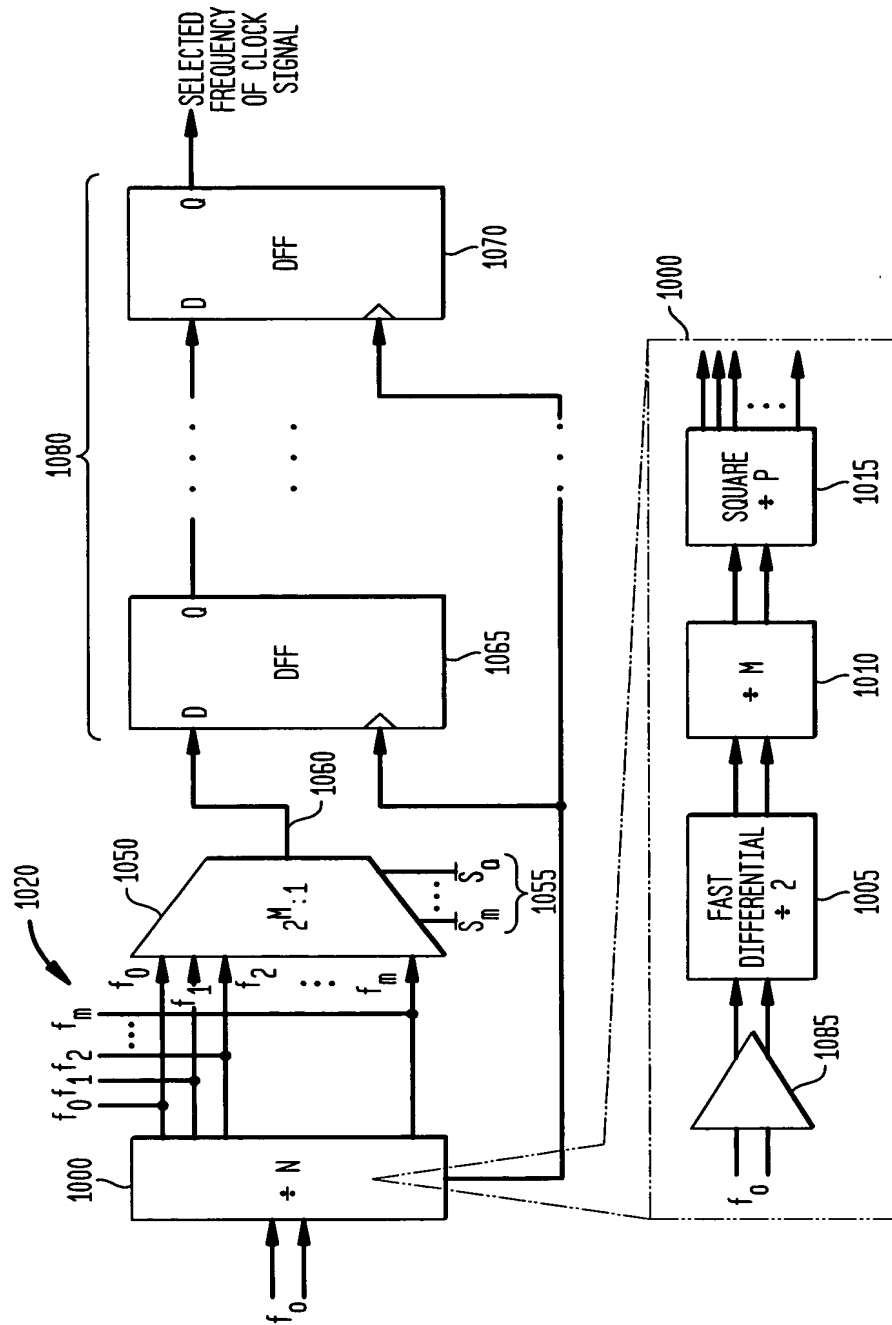 1020
1080
f₀ f₁ f₂ ... fₘ
f₀
1000
÷ N
f₀
f₁
f₂
...
fₘ
1050
2ᴹ:1
Sₘ ... Sₐ
1055
1060
D Q
DFF
1065
...
D Q
DFF
1070
SELECTED
FREQUENCY
OF CLOCK
SIGNAL
1000
f₀
1085
FAST
DIFFERENTIAL
÷ 2
1005
÷ M
1010
SQUARE
÷ P
1015
...